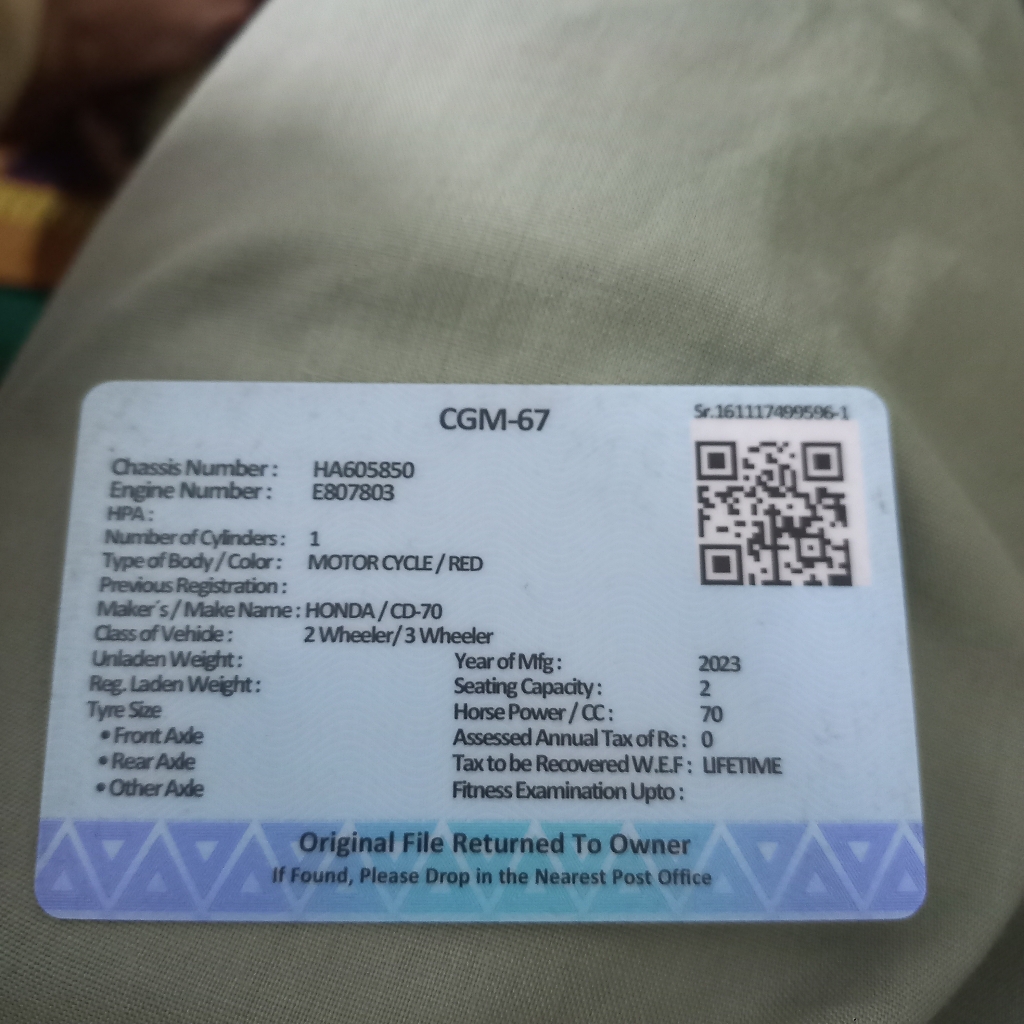 CGM-67
Sr.161117499596-1
Chassis Number : HA605850
Engine Number : E807803
HPA :
Number of Cylinders : 1
Type of Body / Color : MOTOR CYCLE / RED
Previous Registration :
Maker´s / Make Name : HONDA / CD-70
Class of Vehicle : 2 Wheeler/ 3 Wheeler
Unladen Weight : Year of Mfg : 2023
Reg. Laden Weight : Seating Capacity : 2
Tyre Size Horse Power / CC : 70
• Front Axle Assessed Annual Tax of Rs : 0
• Rear Axle Tax to be Recovered W.E.F : LIFETIME
• Other Axle Fitness Examination Upto :
Original File Returned To Owner
If Found, Please Drop in the Nearest Post Office